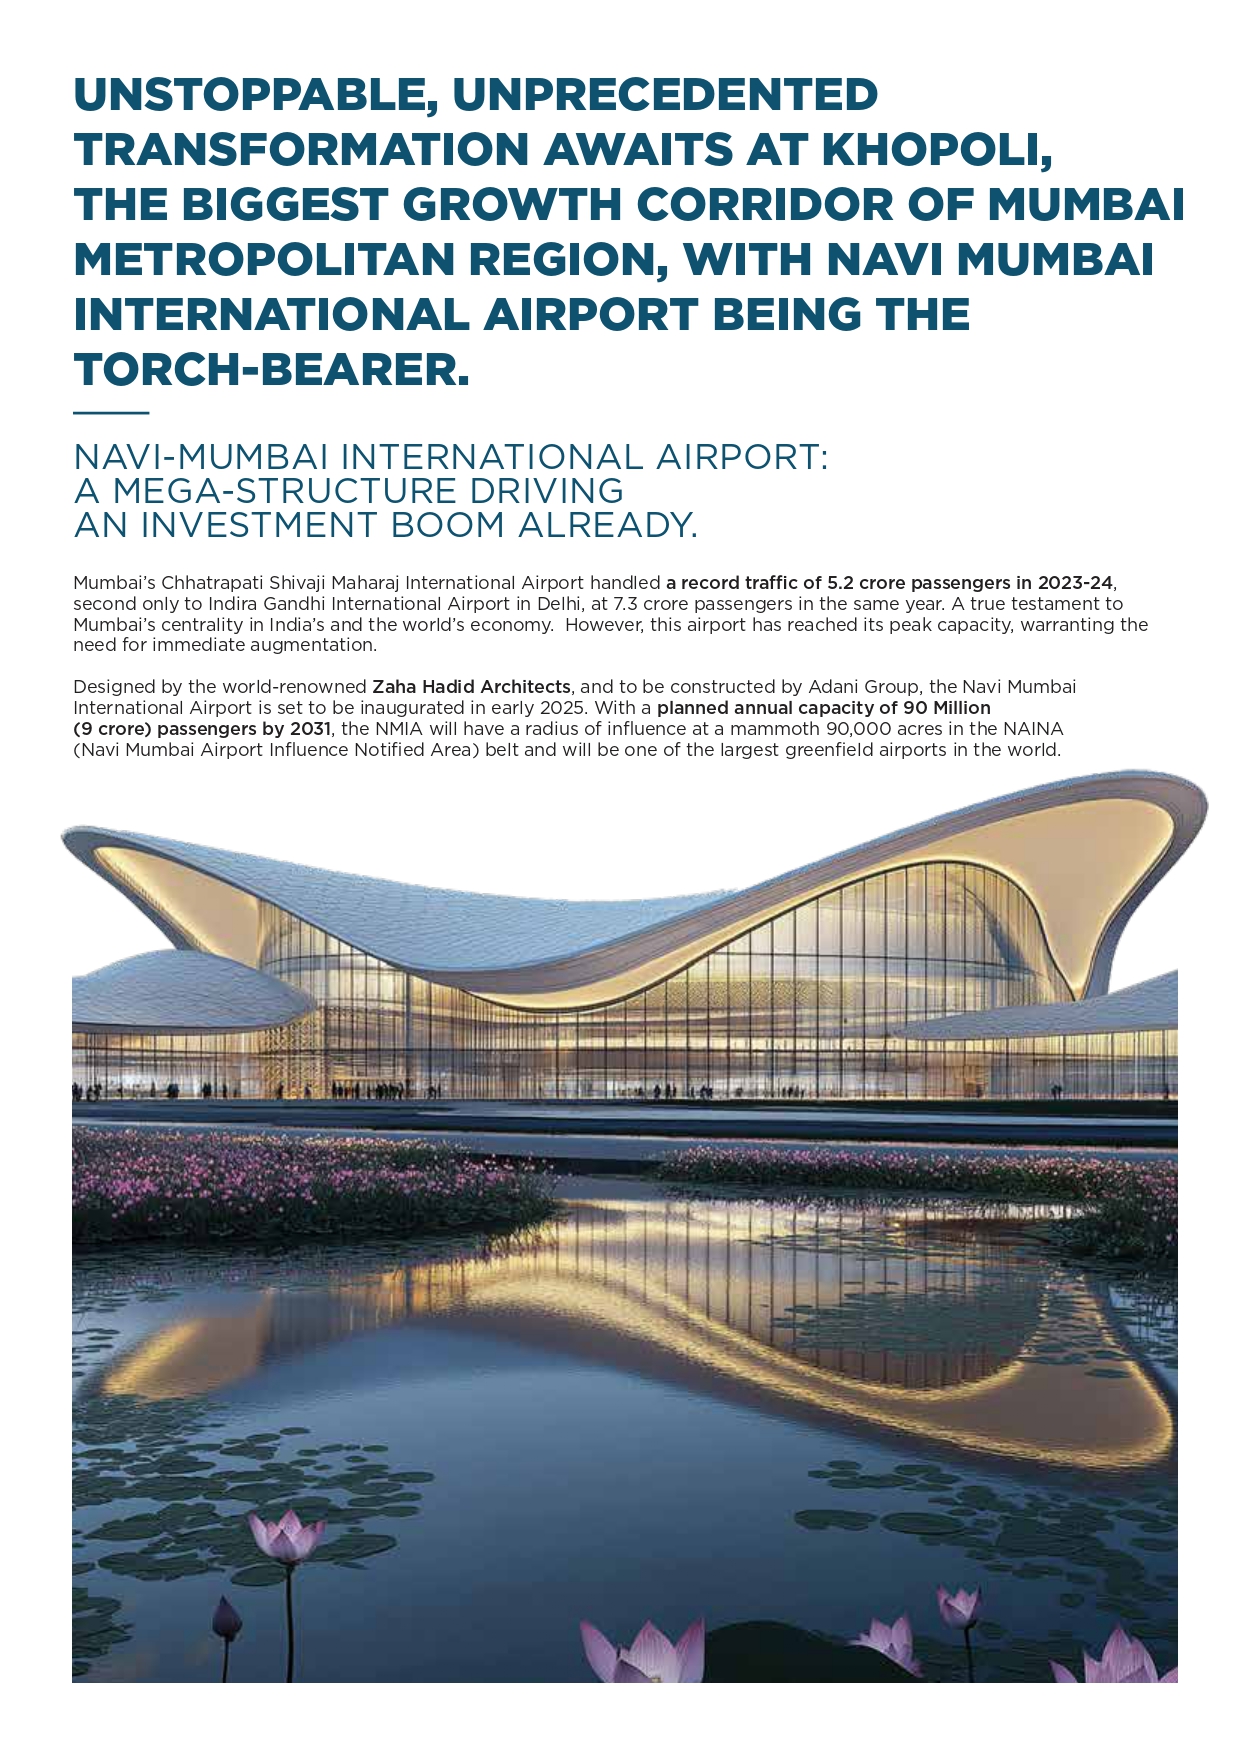 UNSTOPPABLE, UNPRECEDENTED
TRANSFORMATION AWAITS AT KHOPOLI,
THE BIGGEST GROWTH CORRIDOR OF MUMBAI
METROPOLITAN REGION, WITH NAVI MUMBAI
INTERNATIONAL AIRPORT BEING THE
TORCH-BEARER.
NAVI-MUMBAI INTERNATIONAL AIRPORT:
A MEGA-STRUCTURE DRIVING
AN INVESTMENT BOOM ALREADY.
Mumbai’s Chhatrapati Shivaji Maharaj International Airport handled a record traffic of 5.2 crore passengers in 2023-24,
second only to Indira Gandhi International Airport in Delhi, at 7.3 crore passengers in the same year. A true testament to
Mumbai’s centrality in India’s and the world’s economy.  However, this airport has reached its peak capacity, warranting the
need for immediate augmentation.
Designed by the world-renowned Zaha Hadid Architects, and to be constructed by Adani Group, the Navi Mumbai
International Airport is set to be inaugurated in early 2025. With a planned annual capacity of 90 Million
(9 crore) passengers by 2031, the NMIA will have a radius of influence at a mammoth 90,000 acres in the NAINA
(Navi Mumbai Airport Influence Notified Area) belt and will be one of the largest greenfield airports in the world.